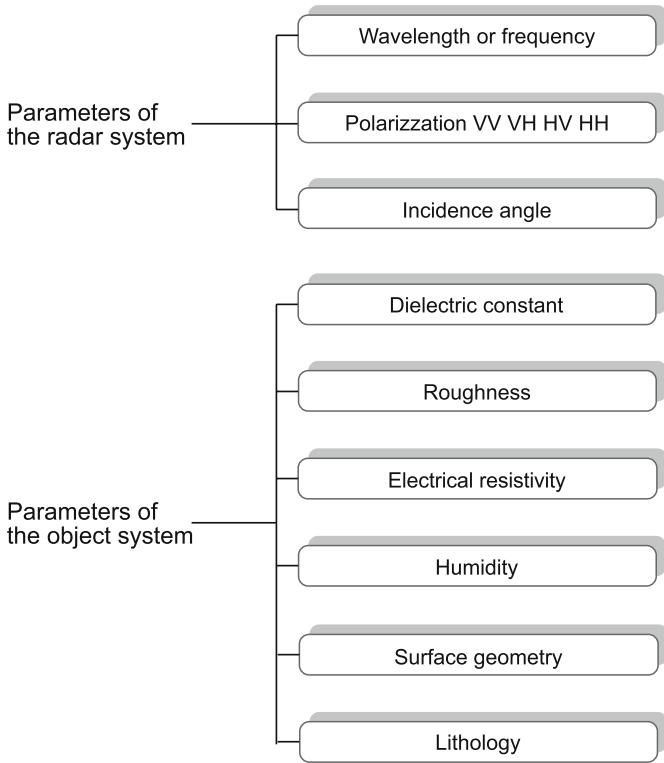 Parameters of
the radar system
Wavelength or frequency
Polarizzation VV VH HV HH
Incidence angle
Parameters of
the object system
Dielectric constant
Roughness
Electrical resistivity
Humidity
Surface geometry
Lithology